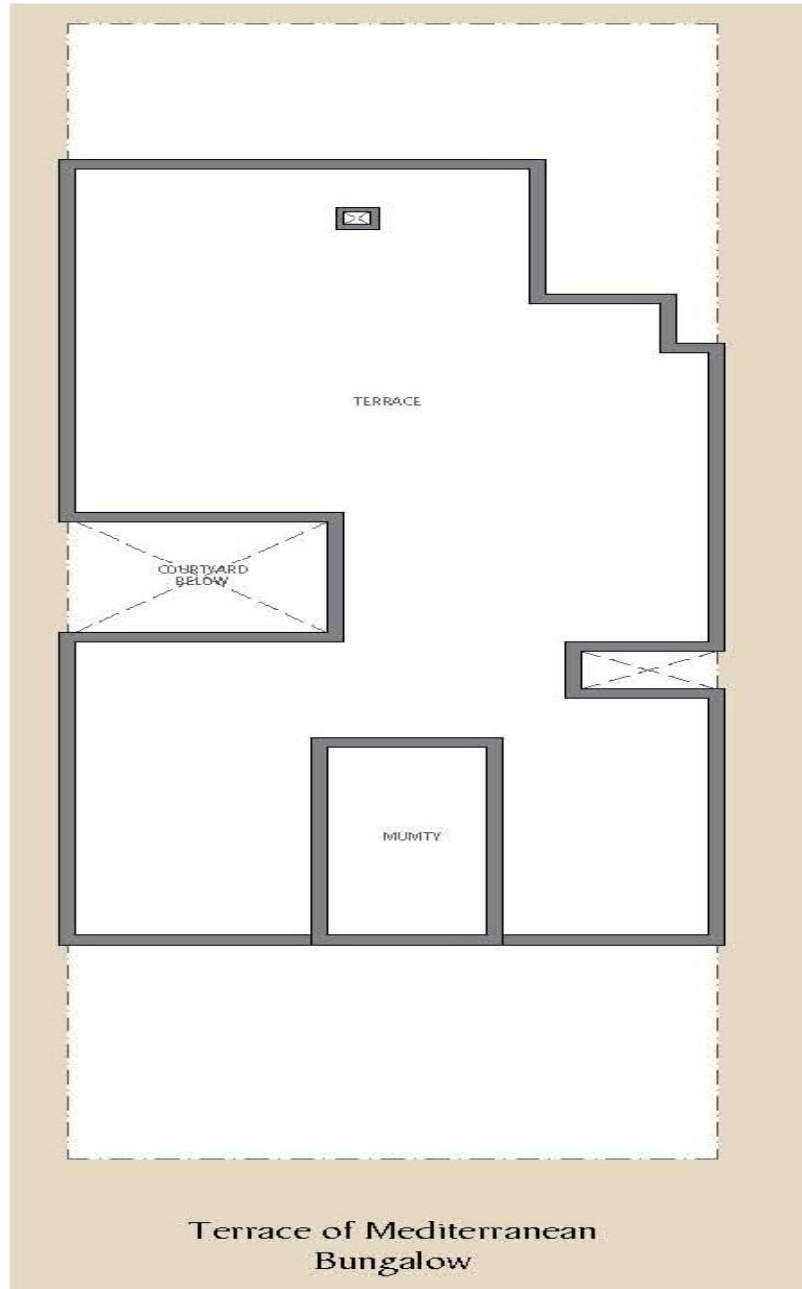 TERRACE
COURTYARD
BELOW
MUMTY
Terrace of Mediterranean
Bungalow